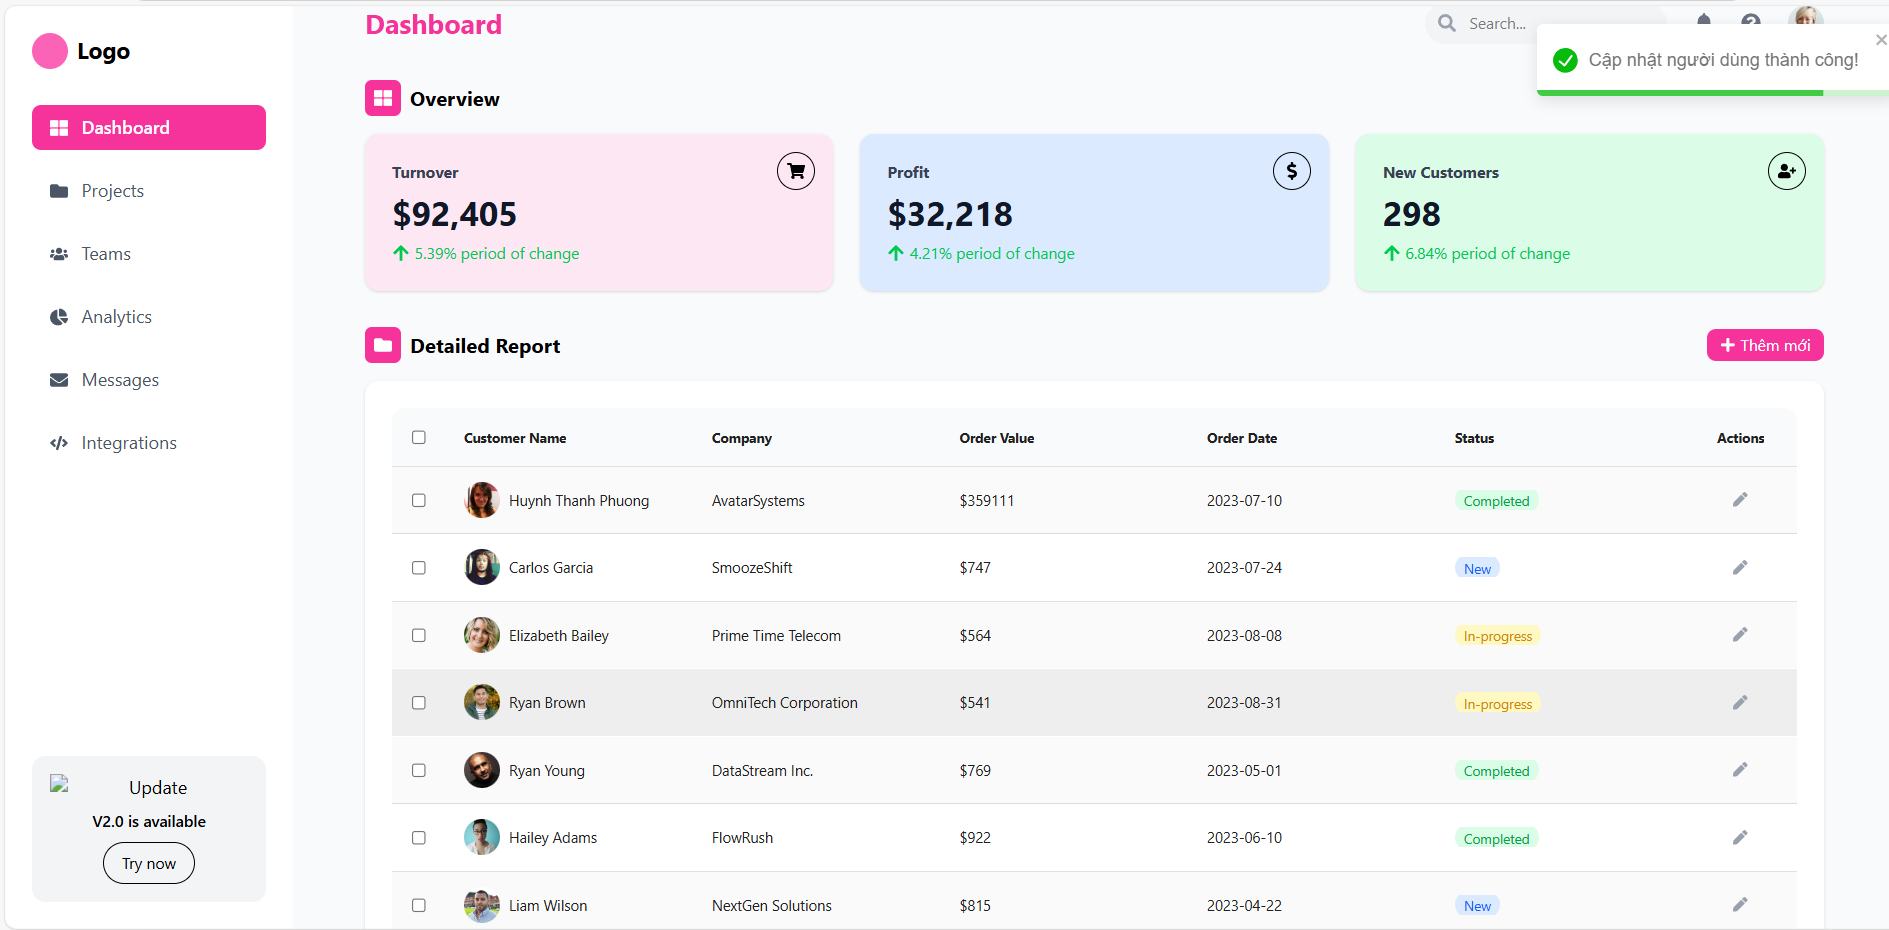 Logo
Dashboard
Projects
Teams
Analytics
Messages
Integrations
Update
V2.0 is available
Try now
Dashboard
Search...
Cập nhật người dùng thành công!
Overview
Turnover
$92,405
5.39% period of change
Profit
$
$32,218
4.21% period of change
New Customers
298
6.84% period of change
Detailed Report
Thêm mới
Customer Name Company Order Value Order Date Status Actions
Huynh Thanh Phuong AvatarSystems $359111 2023-07-10 Completed
Carlos Garcia SmoozeShift $747 2023-07-24 New
Elizabeth Bailey Prime Time Telecom $564 2023-08-08 In-progress
Ryan Brown OmniTech Corporation $541 2023-08-31 In-progress
Ryan Young DataStream Inc. $769 2023-05-01 Completed
Hailey Adams FlowRush $922 2023-06-10 Completed
Liam Wilson NextGen Solutions $815 2023-04-22 New